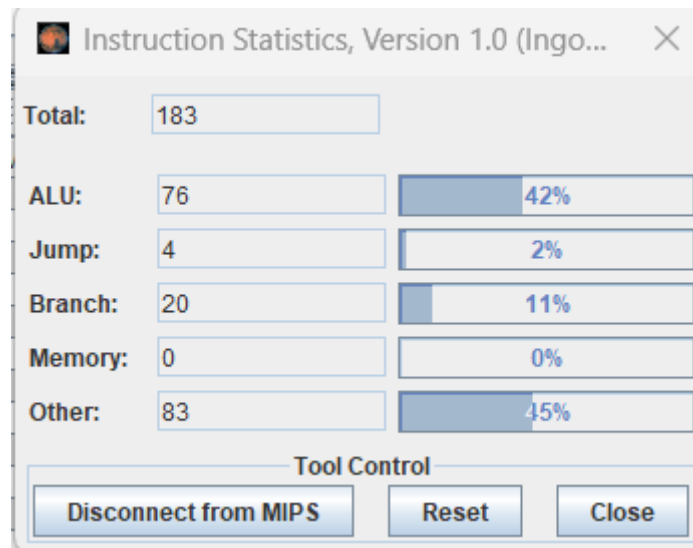 Instruction Statistics, Version 1.0 (Ingo...
Total: 183
ALU: 76 42%
Jump: 4 2%
Branch: 20 11%
Memory: 0 0%
Other: 83 45%
Tool Control
Disconnect from MIPS Reset Close